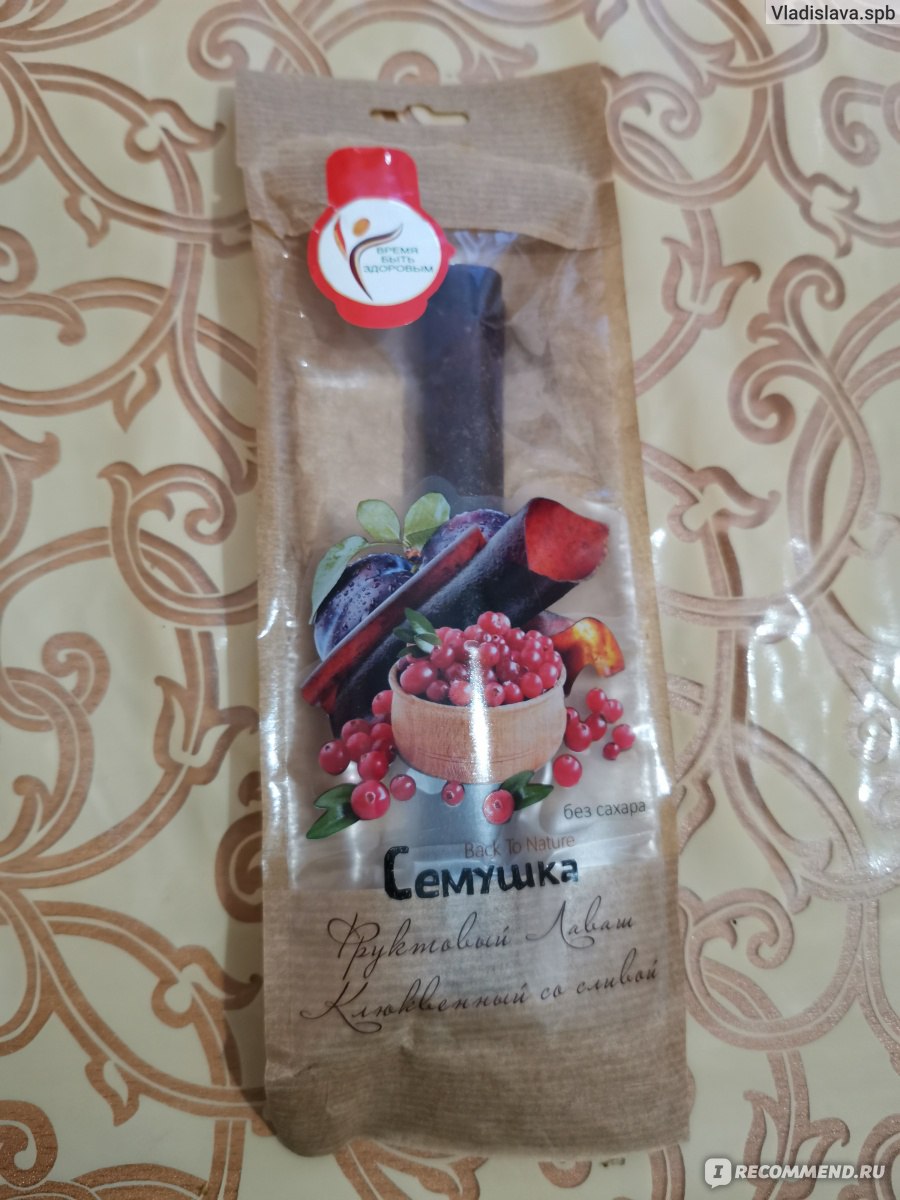 Vladislava.spb
ВРЕМЯ
БЫТЬ
ЗДОРОВЫМ
без сахара
Back To Nature
Семушка
Фруктовый Лаваш
Клюквенный со сливой
I RECOMMEND.RU